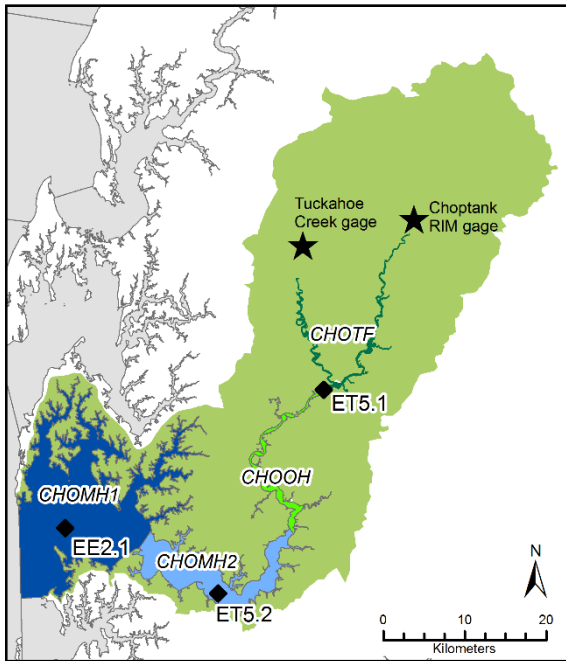 Tuckahoe
Creek gage
Choptank
RIM gage
CHOTF
ET5.1
CHOOH
CHOMH1
EE2.1
CHOMH2
ET5.2
N
0 10 20
Kilometers